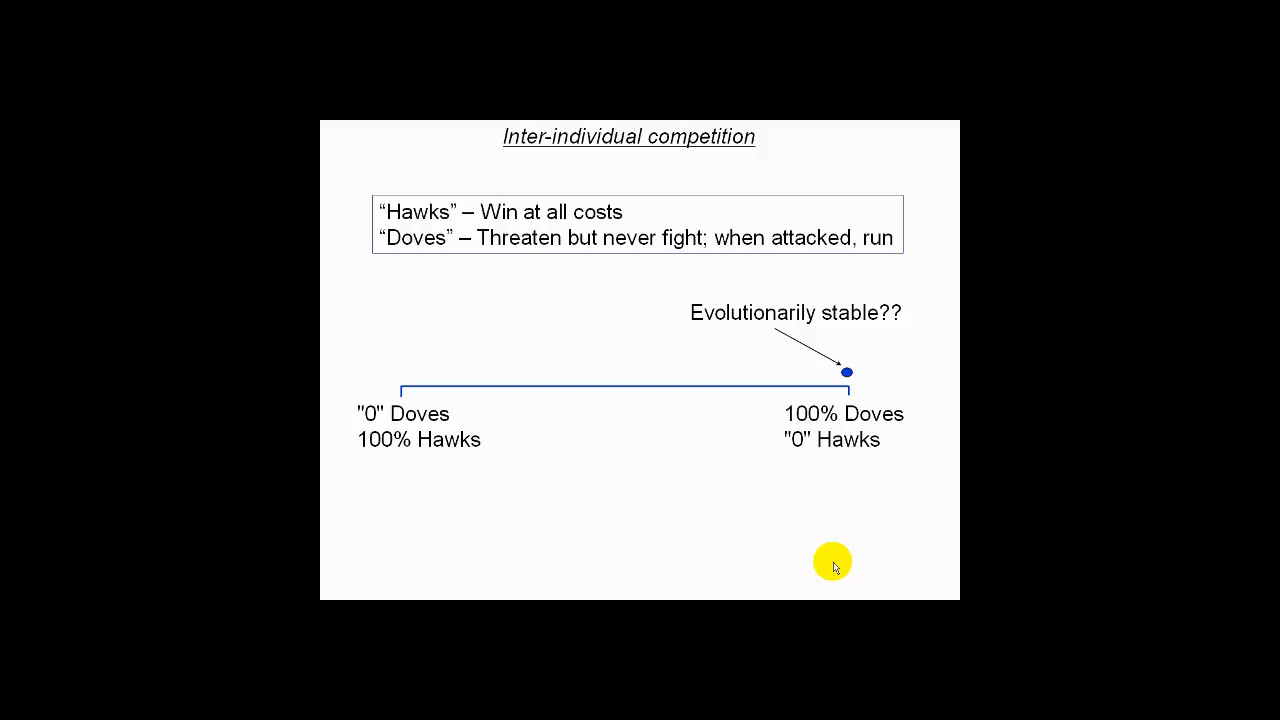 Inter-individual competition
“Hawks” – Win at all costs
“Doves” – Threaten but never fight; when attacked, run
Evolutionarily stable??
"0" Doves
100% Hawks
100% Doves
"0" Hawks